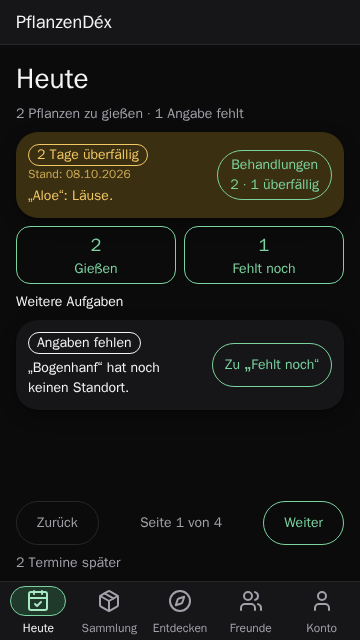 PflanzenDéx
Heute
2 Pflanzen zu gießen · 1 Angabe fehlt
2 Tage überfällig
Stand: 08.10.2026
„Aloe“: Läuse.
Behandlungen
2 · 1 überfällig
2
Gießen
1
Fehlt noch
Weitere Aufgaben
Angaben fehlen
„Bogenhanf“ hat noch
keinen Standort.
Zu „Fehlt noch“
Zurück
Seite 1 von 4
Weiter
2 Termine später
Heute
Sammlung
Entdecken
Freunde
Konto